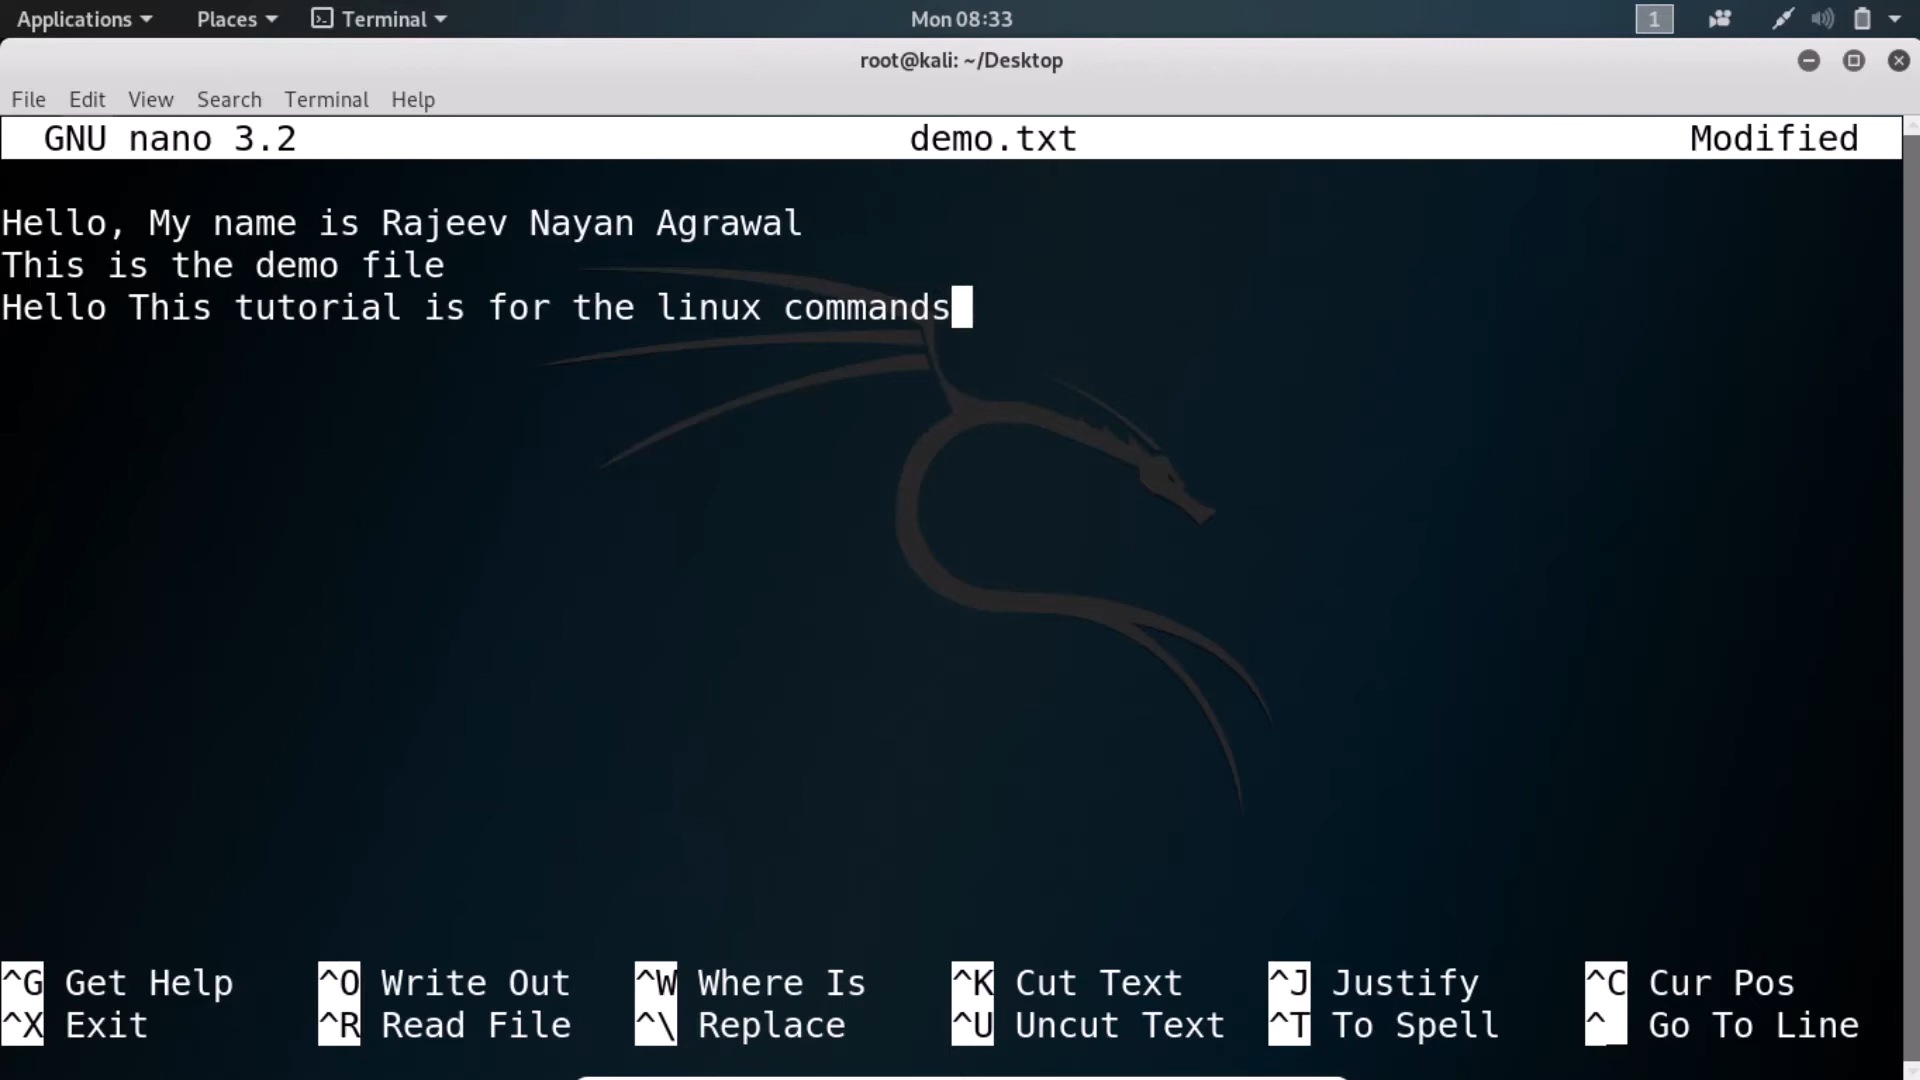 Applications Places Terminal Mon 08:33 1
root@kali: ~/Desktop
File Edit View Search Terminal Help
GNU nano 3.2 demo.txt Modified
Hello, My name is Rajeev Nayan Agrawal
This is the demo file
Hello This tutorial is for the linux commands
^G Get Help ^O Write Out ^W Where Is ^K Cut Text ^J Justify ^C Cur Pos
^X Exit ^R Read File ^\ Replace ^U Uncut Text ^T To Spell ^_ Go To Line